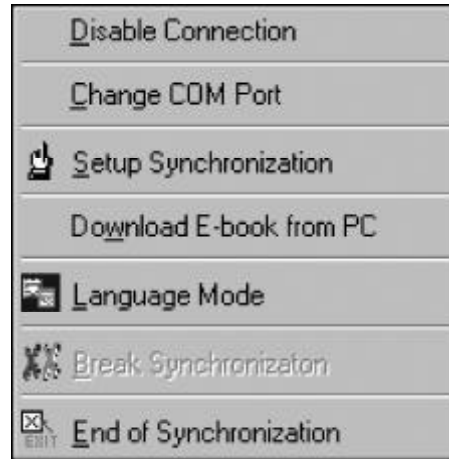 Disable Connection
Change COM Port
Setup Synchronization
Download E-book from PC
Language Mode
Break Synchronizaton
EXIT End of Synchronization